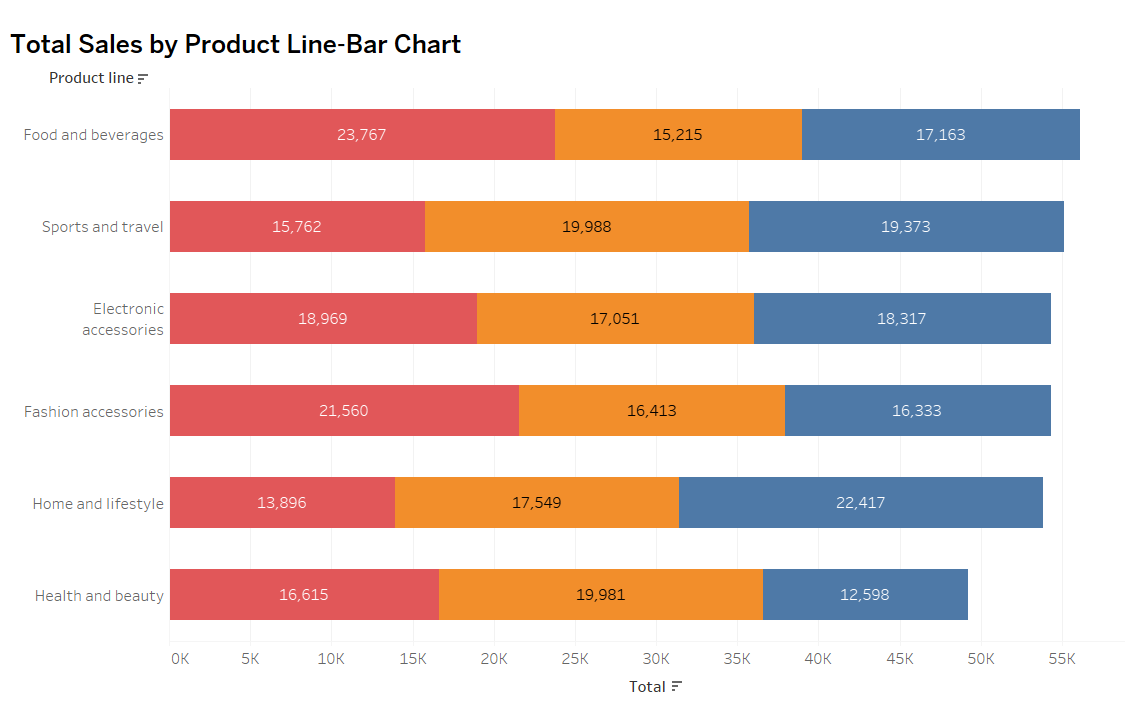 Total Sales by Product Line-Bar Chart
Product line
Food and beverages 23,767 15,215 17,163
Sports and travel 15,762 19,988 19,373
Electronic
accessories 18,969 17,051 18,317
Fashion accessories 21,560 16,413 16,333
Home and lifestyle 13,896 17,549 22,417
Health and beauty 16,615 19,981 12,598
0K 5K 10K 15K 20K 25K 30K 35K 40K 45K 50K 55K
Total